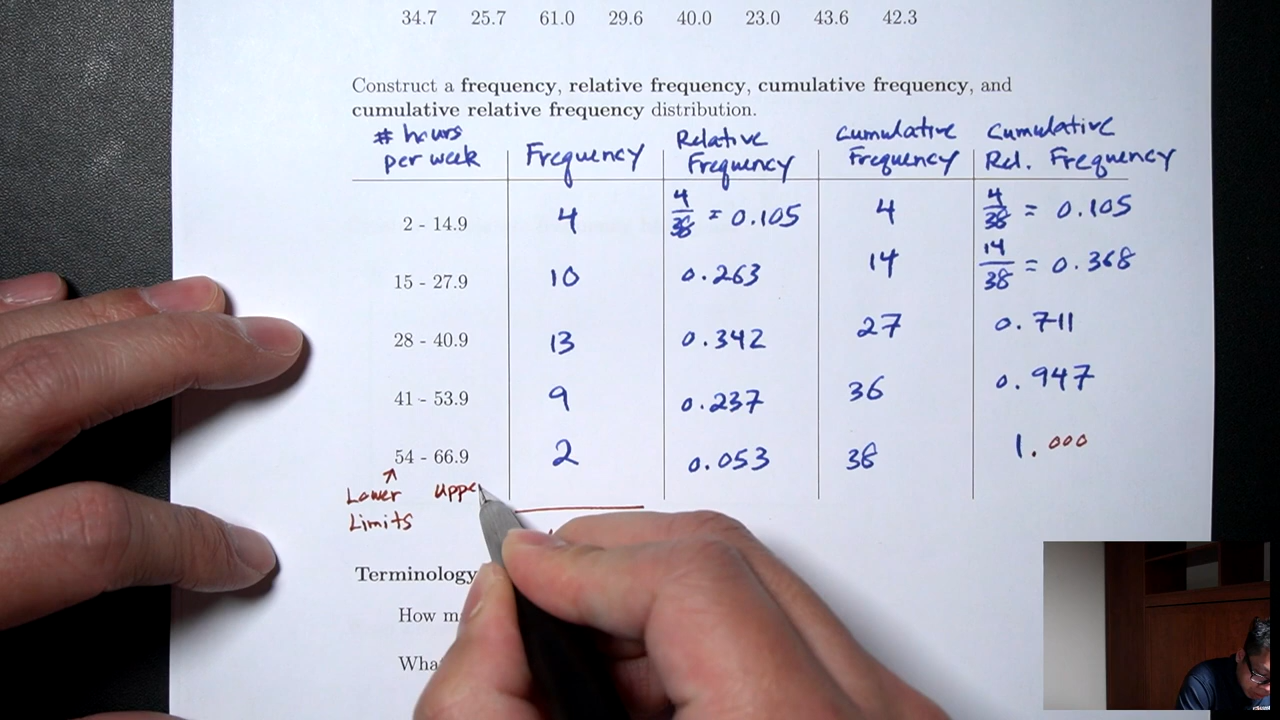 34.7 25.7 61.0 29.6 40.0 23.0 43.6 42.3
Construct a frequency, relative frequency, cumulative frequency, and
cumulative relative frequency distribution.
# hours per week Frequency Relative Frequency Cumulative Frequency Cumulative Rel. Frequency
2 - 14.9 4 4/38 = 0.105 4 4/38 = 0.105
15 - 27.9 10 0.263 14 14/38 = 0.368
28 - 40.9 13 0.342 27 0.711
41 - 53.9 9 0.237 36 0.947
54 - 66.9 2 0.053 38 1.000
↑
Lower Uppe
Limits
Terminology
How